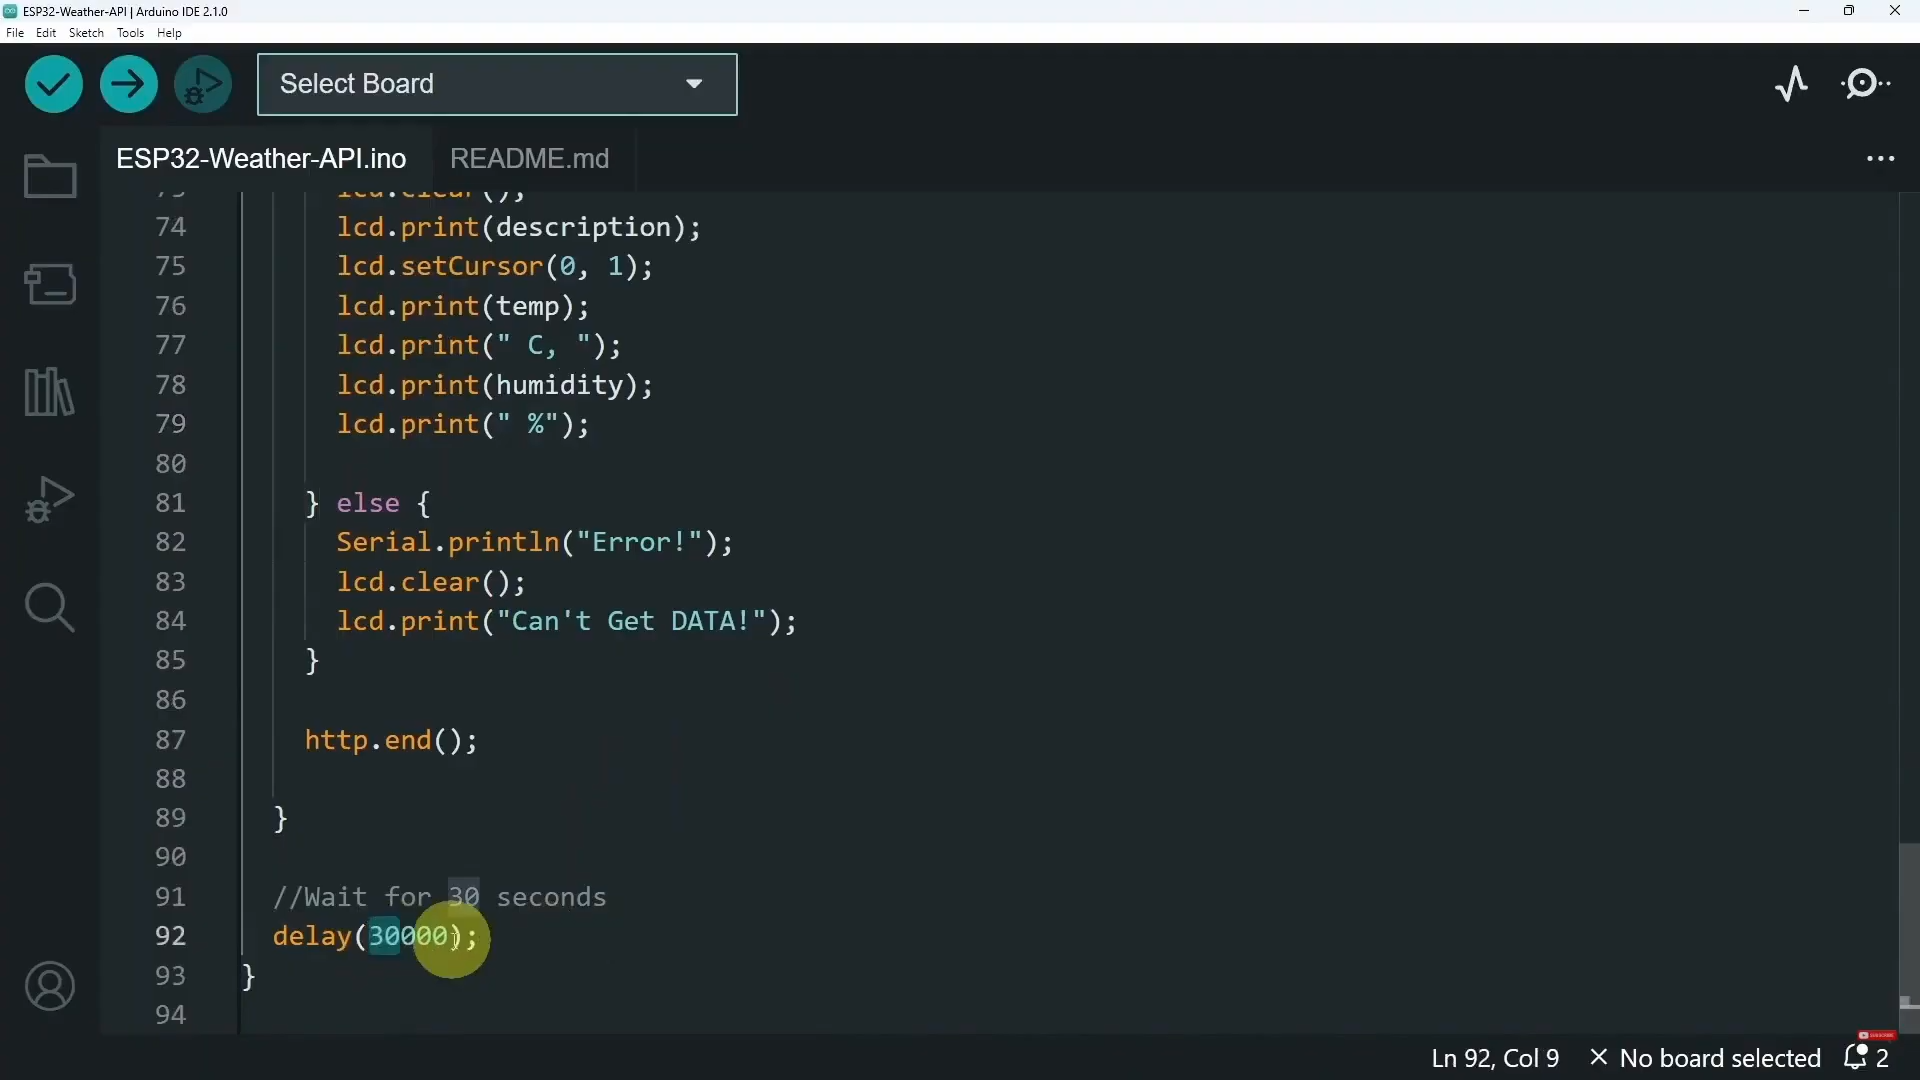 ESP32-Weather-API | Arduino IDE 2.1.0
File Edit Sketch Tools Help
Select Board
ESP32-Weather-API.ino README.md
73 lcd.clear();
74 lcd.print(description);
75 lcd.setCursor(0, 1);
76 lcd.print(temp);
77 lcd.print(" C, ");
78 lcd.print(humidity);
79 lcd.print(" %");
80
81 } else {
82 Serial.println("Error!");
83 lcd.clear();
84 lcd.print("Can't Get DATA!");
85 }
86
87 http.end();
88
89 }
90
91 //Wait for 30 seconds
92 delay(30000);
93 }
94
Ln 92, Col 9 × No board selected 2